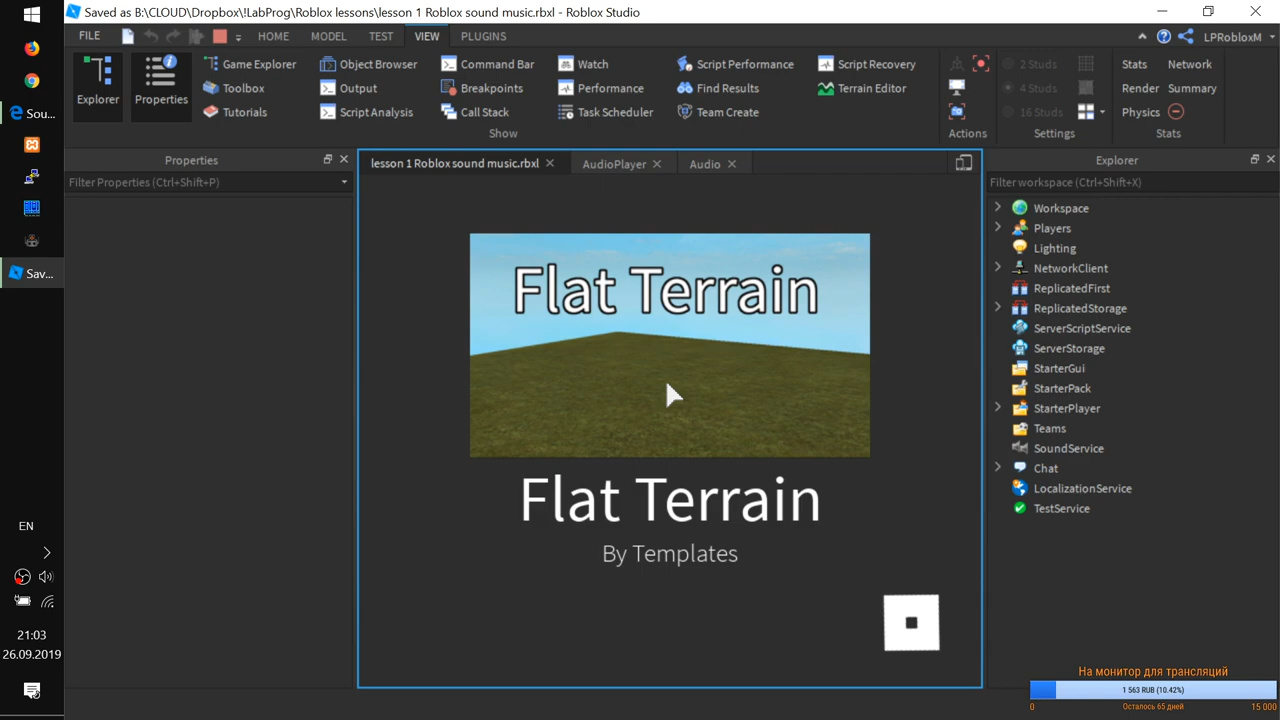 Saved as B:\CLOUD\Dropbox\!LabProg\Roblox lessons\lesson 1 Roblox sound music.rbxl - Roblox Studio
FILE HOME MODEL TEST VIEW PLUGINS LPRobloxM
Explorer
Properties
Game Explorer
Toolbox
Tutorials
Object Browser
Output
Script Analysis
Command Bar
Breakpoints
Call Stack
Watch
Performance
Task Scheduler
Script Performance
Find Results
Team Create
Script Recovery
Terrain Editor
Show
Actions
2 Studs
4 Studs
16 Studs
Settings
Stats Network
Render Summary
Physics
Stats
Properties
Filter Properties (Ctrl+Shift+P)
lesson 1 Roblox sound music.rbxl
AudioPlayer
Audio
Flat Terrain
Flat Terrain
By Templates
Explorer
Filter workspace (Ctrl+Shift+X)
Workspace
Players
Lighting
NetworkClient
ReplicatedFirst
ReplicatedStorage
ServerScriptService
ServerStorage
StarterGui
StarterPack
StarterPlayer
Teams
SoundService
Chat
LocalizationService
TestService
Sou...
Sav...
EN
21:03
26.09.2019
На монитор для трансляций
1 563 RUB (10.42%)
0 Осталось 65 дней 15 000